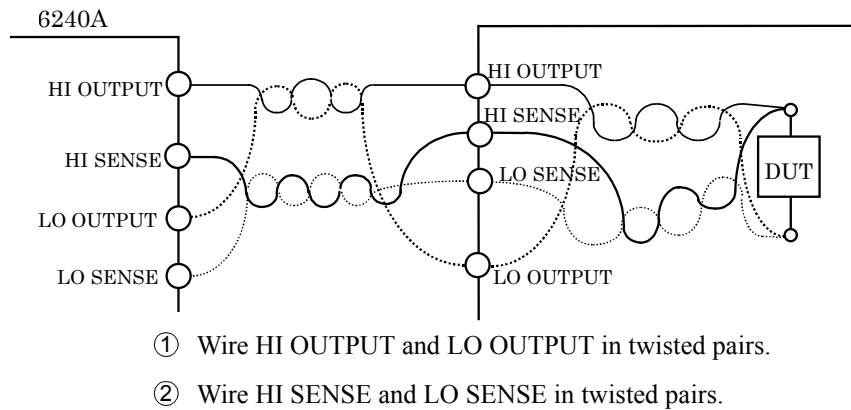 6240A
HI OUTPUT
HI SENSE
LO OUTPUT
LO SENSE
HI OUTPUT
HI SENSE
LO SENSE
LO OUTPUT
DUT
① Wire HI OUTPUT and LO OUTPUT in twisted pairs.
② Wire HI SENSE and LO SENSE in twisted pairs.